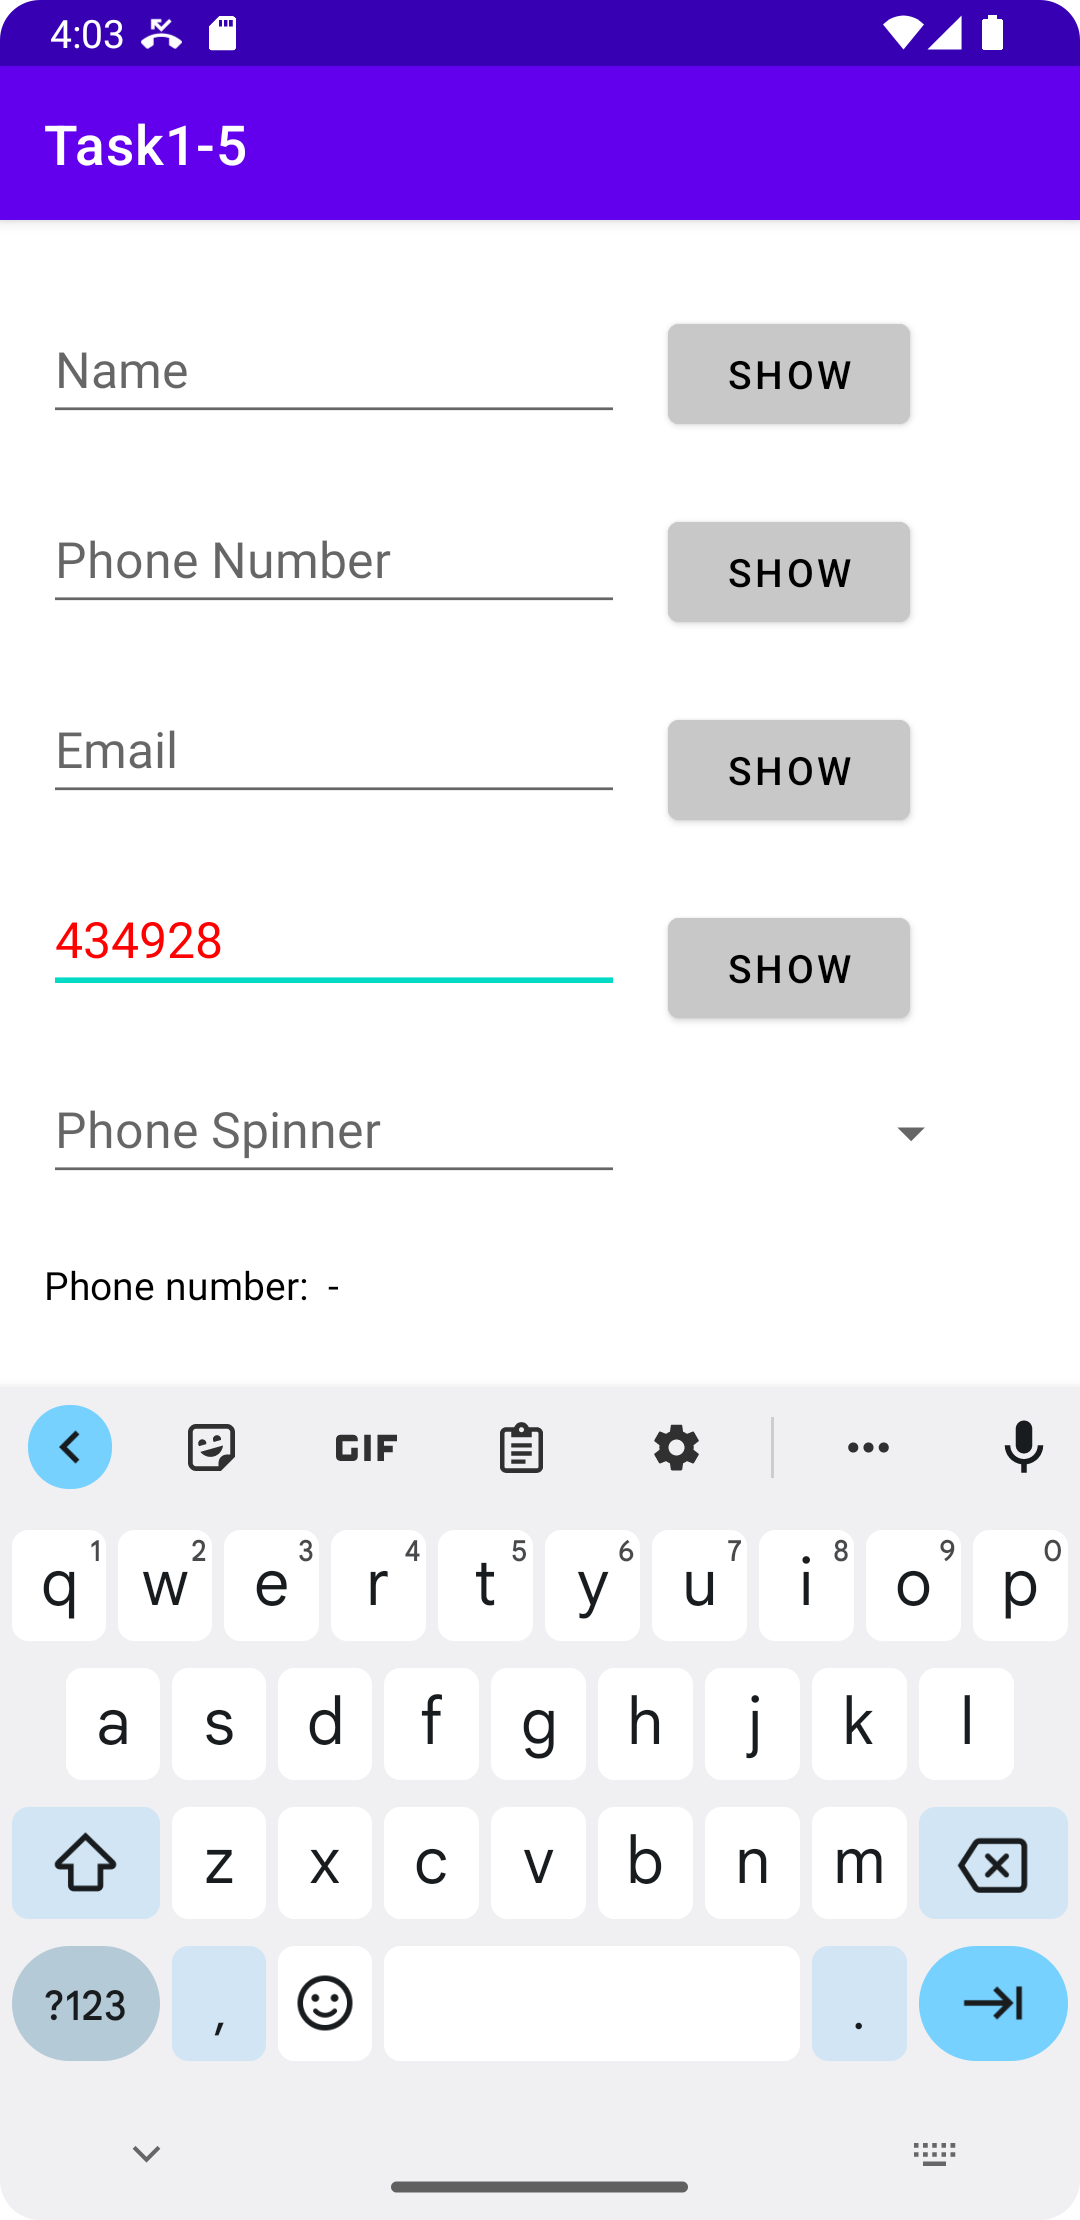 4:03
Task1-5
Name
SHOW
Phone Number
SHOW
Email
SHOW
434928
SHOW
Phone Spinner
Phone number:  -
GIF
q 1 w 2 e 3 r 4 t 5 y 6 u 7 i 8 o 9 p 0
a s d f g h j k l
z x c v b n m
?123 , .